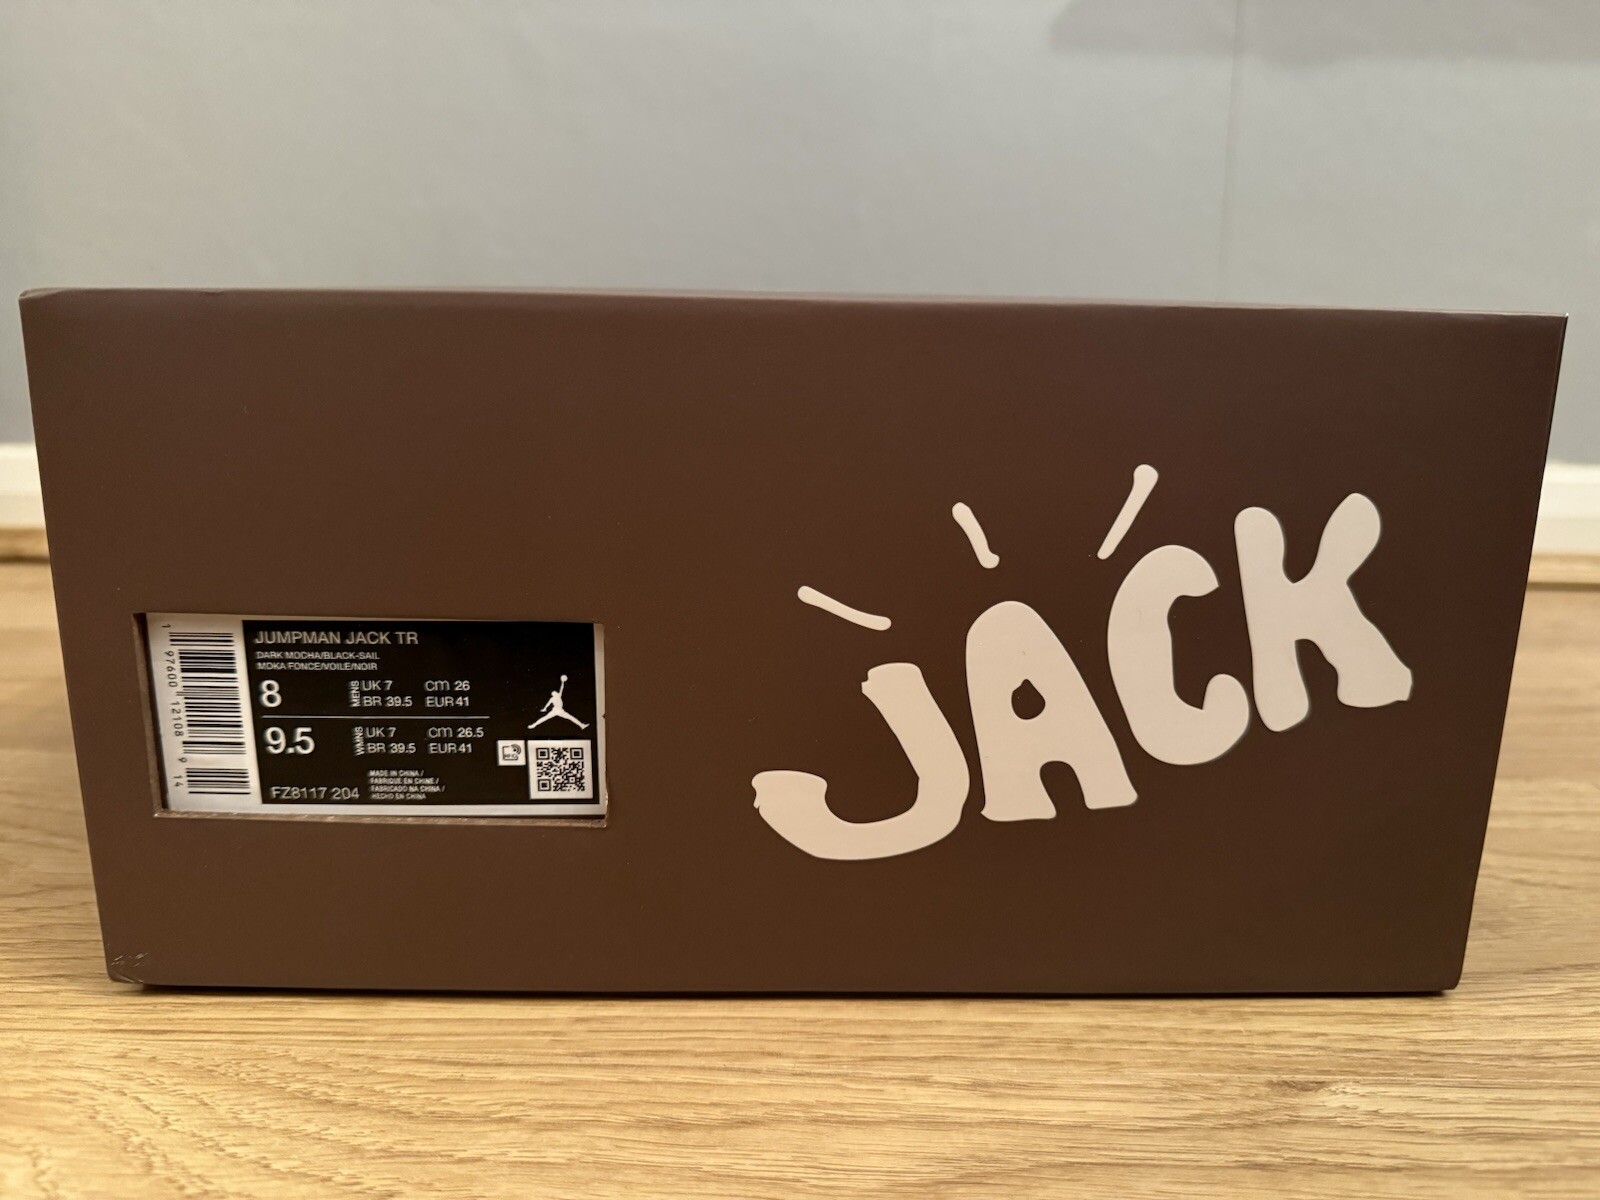 JUMPMAN JACK TR
DARK MOCHA/BLACK-SAIL
MOKA FONCE/VOILE/NOIR
8 MENS UK 7 cm 26
BR 39.5 EUR 41
9.5 WMNS UK 7 cm 26.5
BR 39.5 EUR 41
FZ8117 204
MADE IN CHINA /
FABRIQUE EN CHINE /
FABRICADO NA CHINA /
HECHO EN CHINA
1 97600 12108 9 14
JACK